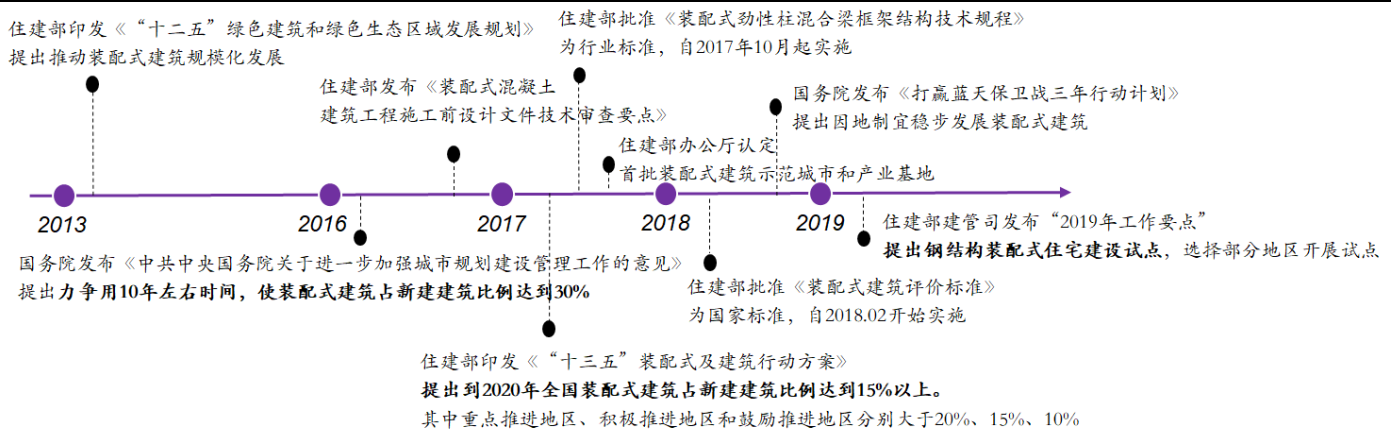 住建部印发《“十二五”绿色建筑和绿色生态区域发展规划》
提出推动装配式建筑规模化发展
住建部发布《装配式混凝土
建筑工程施工前设计文件技术审查要点》
住建部批准《装配式劲性柱混合梁框架结构技术规程》
为行业标准，自2017年10月起实施
住建部办公厅认定
首批装配式建筑示范城市和产业基地
国务院发布《打赢蓝天保卫战三年行动计划》
提出因地制宜稳步发展装配式建筑
2013
2016
2017
2018
2019
国务院发布《中共中央国务院关于进一步加强城市规划建设管理工作的意见》
提出力争用10年左右时间，使装配式建筑占新建建筑比例达到30%
住建部印发《“十三五”装配式及建筑行动方案》
提出到2020年全国装配式建筑占新建建筑比例达到15%以上。
其中重点推进地区、积极推进地区和鼓励推进地区分别大于20%、15%、10%
住建部批准《装配式建筑评价标准》
为国家标准，自2018.02开始实施
住建部建管司发布“2019年工作要点”
提出钢结构装配式住宅建设试点，选择部分地区开展试点